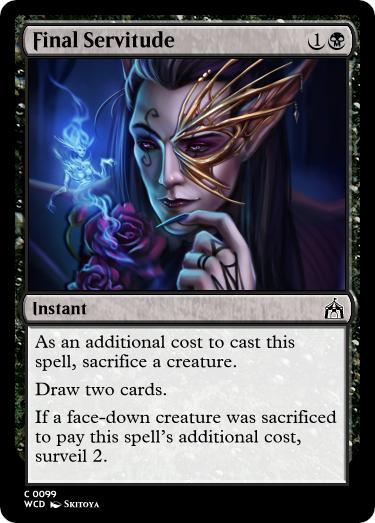 Final Servitude 1
Instant
As an additional cost to cast this
spell, sacrifice a creature.
Draw two cards.
If a face-down creature was sacrificed
to pay this spell's additional cost,
surveil 2.
C 0099
WCD Skitoya